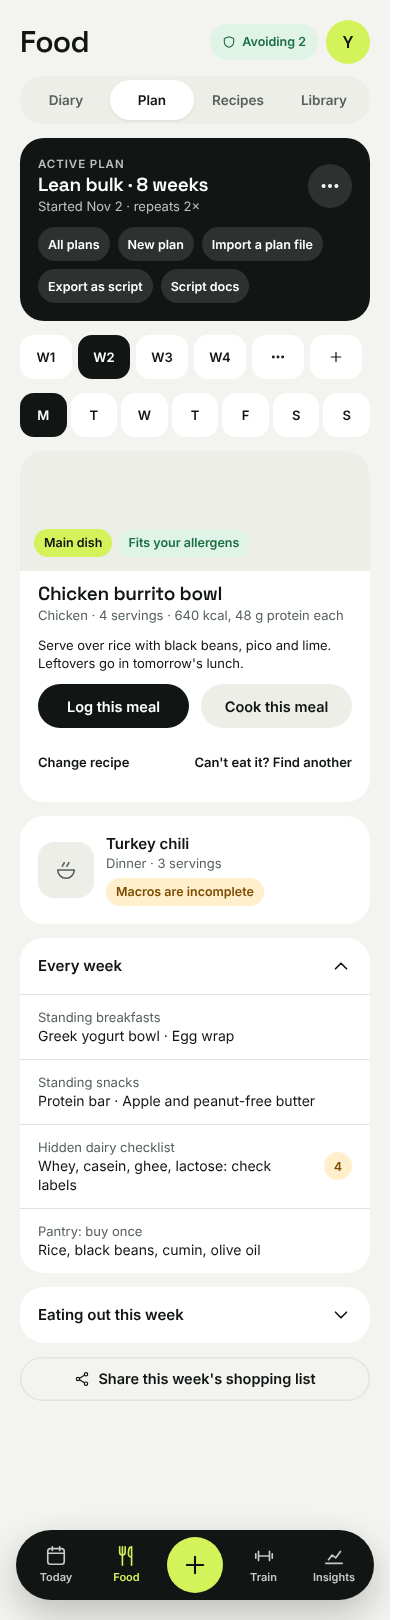 Food
Avoiding 2
Y
Diary
Plan
Recipes
Library
ACTIVE PLAN
Lean bulk · 8 weeks
Started Nov 2 · repeats 2×
All plans
New plan
Import a plan file
Export as script
Script docs
W1
W2
W3
W4
M
T
W
T
F
S
S
Main dish
Fits your allergens
Chicken burrito bowl
Chicken · 4 servings · 640 kcal, 48 g protein each
Serve over rice with black beans, pico and lime.
Leftovers go in tomorrow's lunch.
Log this meal
Cook this meal
Change recipe
Can't eat it? Find another
Turkey chili
Dinner · 3 servings
Macros are incomplete
Every week
Standing breakfasts
Greek yogurt bowl · Egg wrap
Standing snacks
Protein bar · Apple and peanut-free butter
Hidden dairy checklist
Whey, casein, ghee, lactose: check
labels
4
Pantry: buy once
Rice, black beans, cumin, olive oil
Eating out this week
Share this week's shopping list
Today
Food
Train
Insights